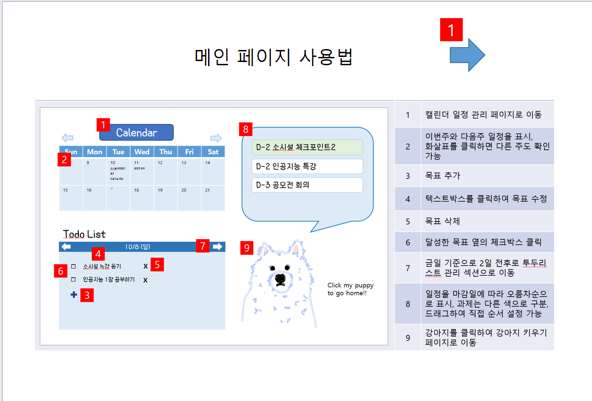 메인 페이지 사용법
1
1
Calendar
Sun Mon Tue Wed Thu Fri Sat
2
8 9 10 11 12 13 14
15 16 17 18 19 20 21
Todo List
10/8 (일)
7
4
소시설 녹강 듣기 X
5
6
인공지능 1장 공부하기 X
3
8
D-2 소시설 체크포인트2
D-2 인공지능 특강
D-3 공모전 회의
9
Click my puppy
to go home!!
1 캘린더 일정 관리 페이지로 이동
2 이번주와 다음주 일정을 표시,
화살표를 클릭하면 다른 주도 확인
가능
3 목표 추가
4 텍스트박스를 클릭하여 목표 수정
5 목표 삭제
6 달성한 목표 옆의 체크박스 클릭
7 금일 기준으로 2일 전후로 투두리
스트 관리 섹션으로 이동
8 일정을 마감일에 따라 오름차순으
로 표시, 과제는 다른 색으로 구분,
드래그하여 직접 순서 설정 가능
9 강아지를 클릭하여 강아지 키우기
페이지로 이동